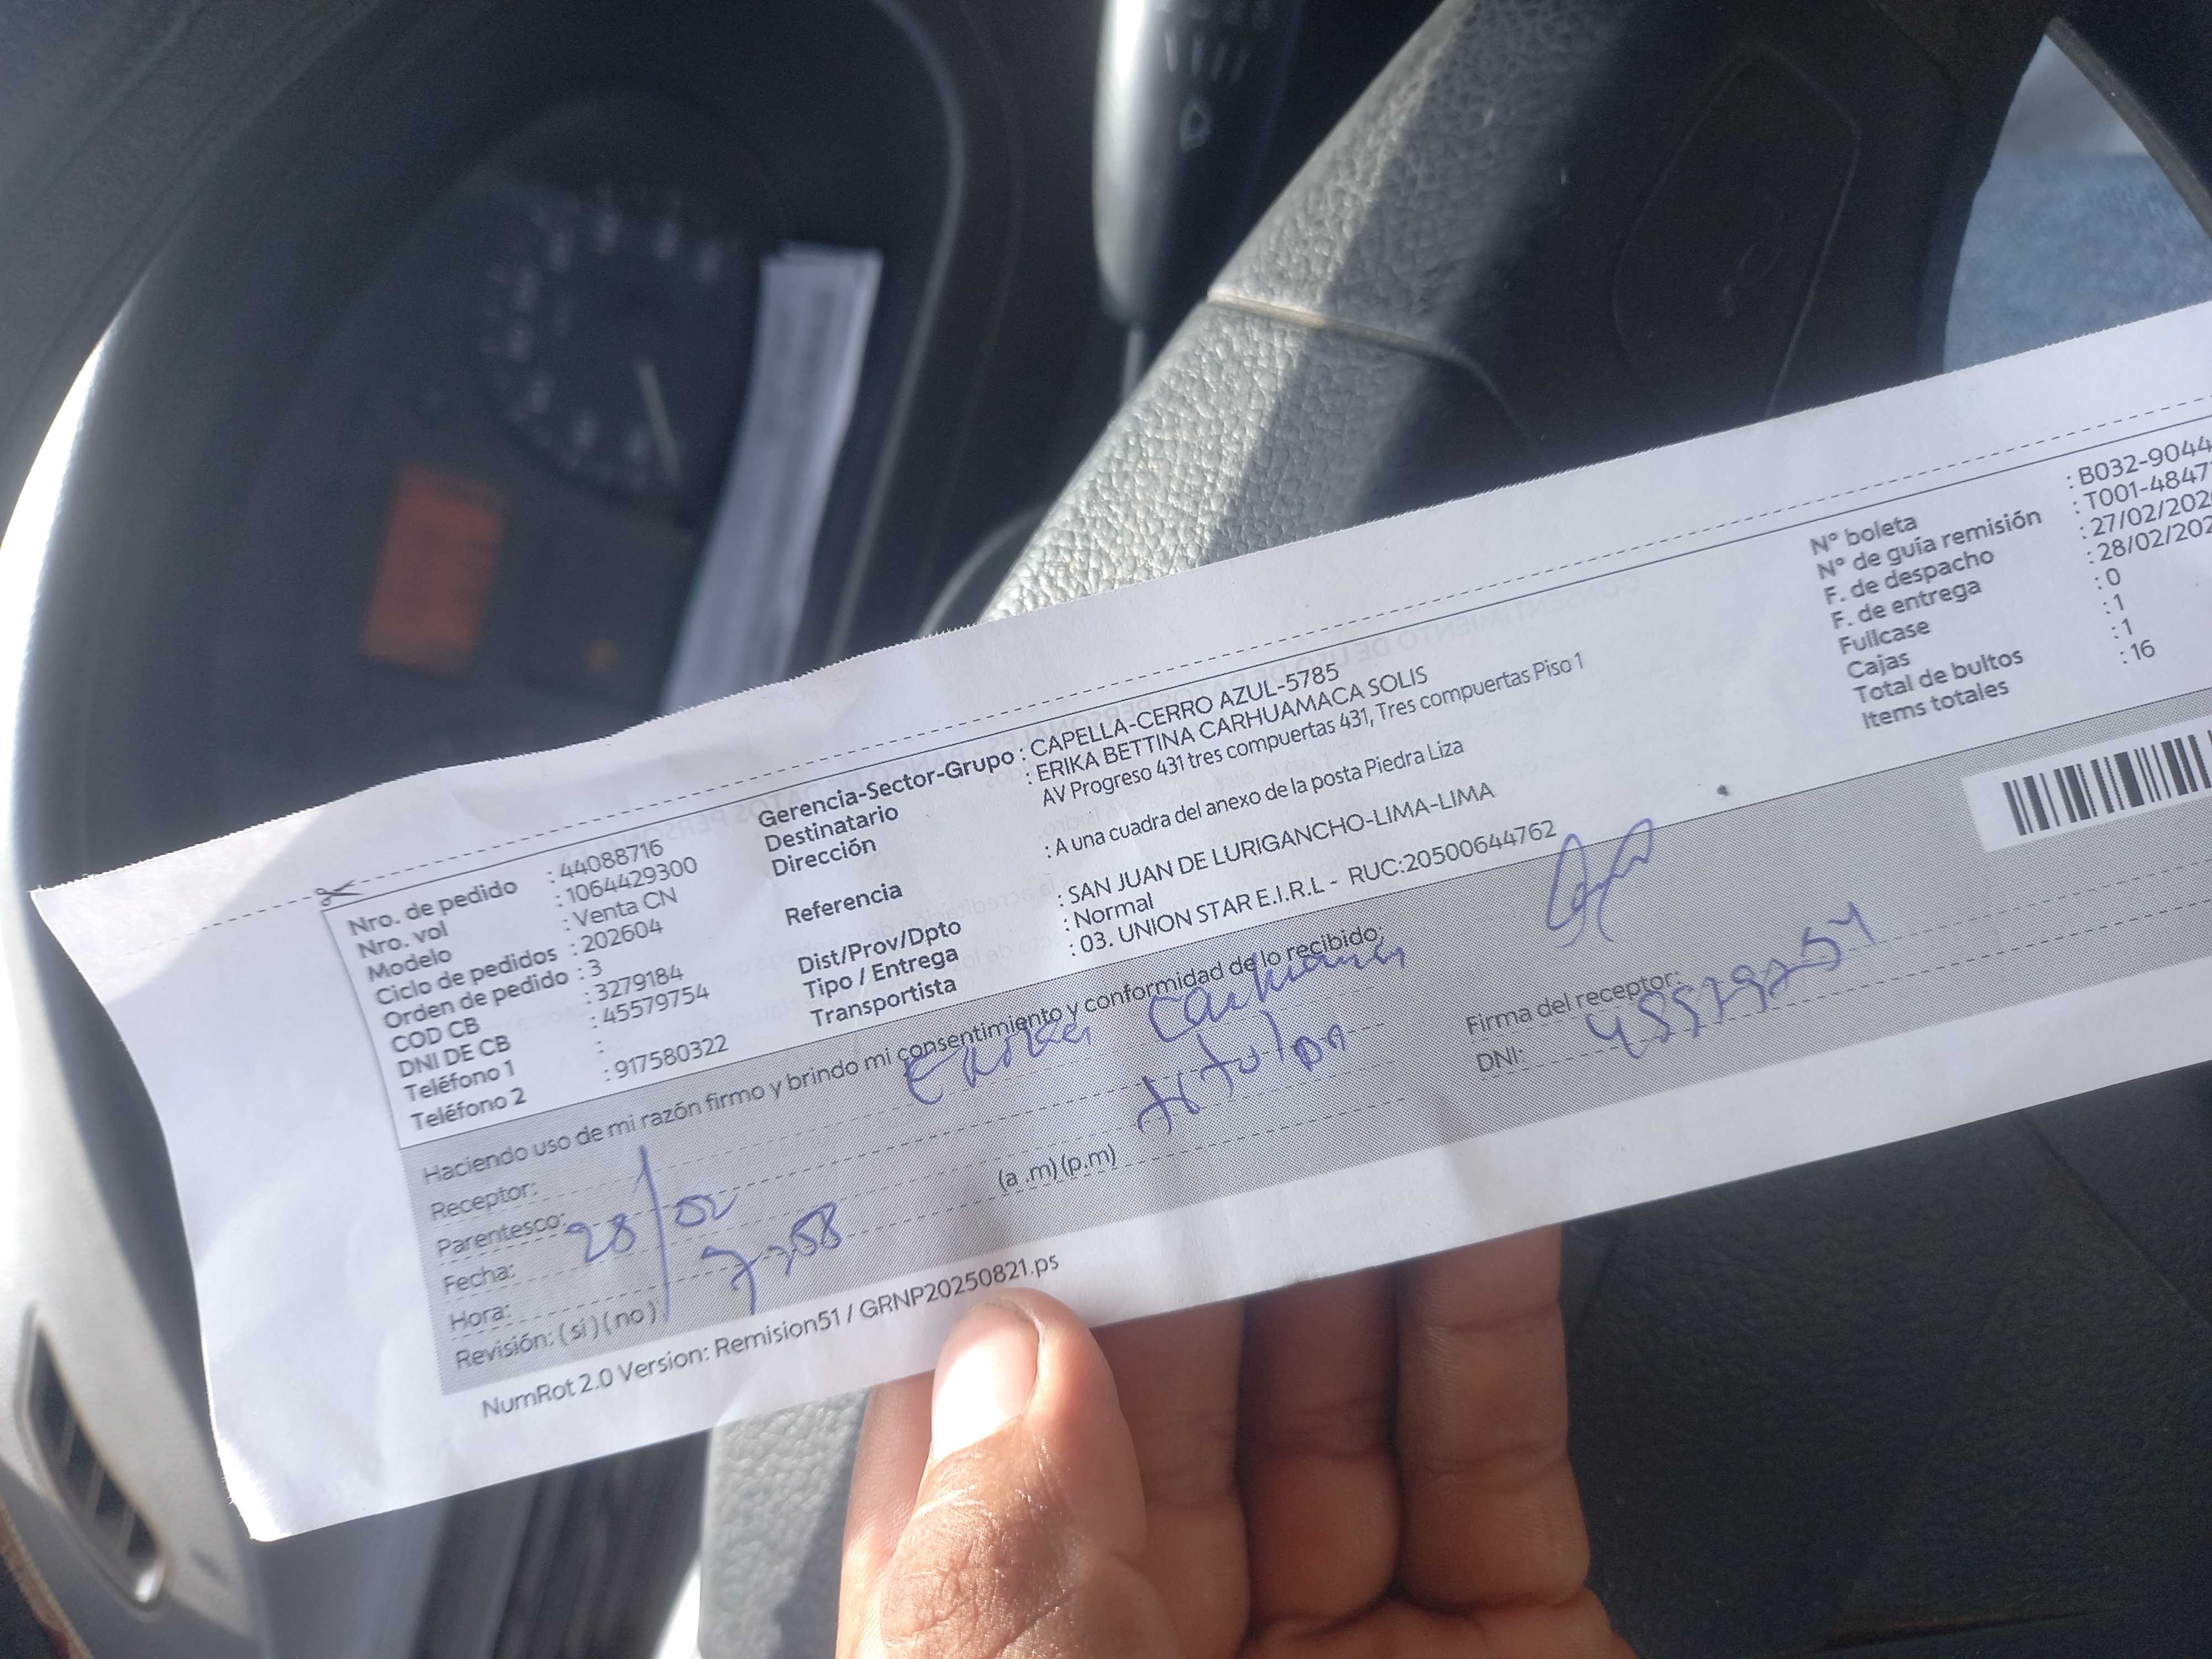 Nro. de pedido : 44088716
Nro. vol : 1064429300
Modelo : Venta CN
Ciclo de pedidos : 202604
Orden de pedido : 3
COD CB : 3279184
DNI DE CB : 45579754
Teléfono 1 :
Teléfono 2 : 917580322
Gerencia-Sector-Grupo : CAPELLA-CERRO AZUL-5785
Destinatario : ERIKA BETTINA CARHUAMACA SOLIS
Dirección AV Progreso 431 tres compuertas 431, Tres compuertas Piso 1
Referencia : A una cuadra del anexo de la posta Piedra Liza
Dist/Prov/Dpto : SAN JUAN DE LURIGANCHO-LIMA-LIMA
Tipo / Entrega : Normal
Transportista : 03. UNION STAR E.I.R.L - RUC:20500644762
N° boleta : B032-9044
N° de guía remisión : T001-4847
F. de despacho : 27/02/202
F. de entrega : 28/02/202
Fullcase : 0
Cajas : 1
Total de bultos : 1
Items totales : 16
Haciendo uso de mi razón firmo y brindo mi consentimiento y conformidad de lo recibido:
Receptor: Erika
Parentesco: titular
Fecha: 28/02
Hora: 7:58 (a .m) (p.m)
Revisión: ( si ) ( no )
Firma del receptor:
DNI: 45579754
NumRot 2.0 Version: Remision51 / GRNP20250821.ps